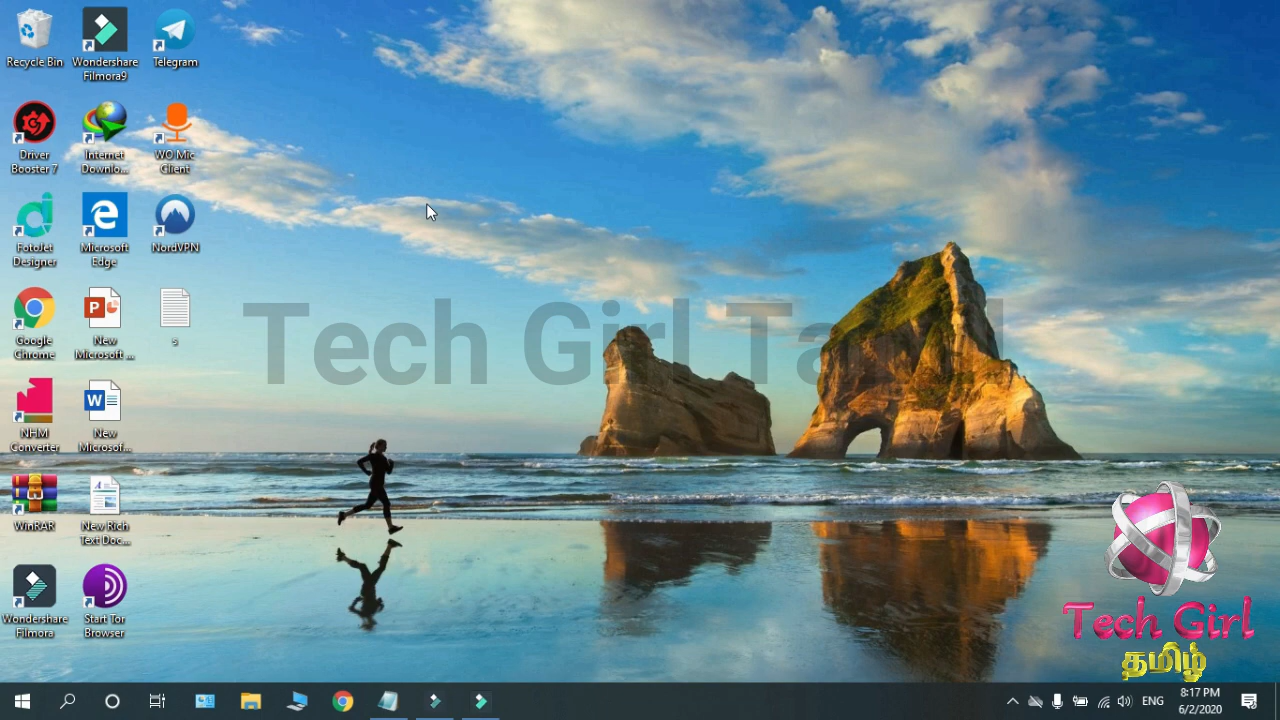 Recycle Bin
Wondershare
Filmora9
Telegram
Driver
Booster 7
Internet
Downlo...
WO Mic
Client
FotoJet
Designer
Microsoft
Edge
NordVPN
Google
Chrome
New
Microsoft ...
s
NHM
Converter
New
Microsof...
WinRAR
New Rich
Text Doc...
Wondershare
Filmora
Start Tor
Browser
Tech Girl Tamil
Tech Girl
தமிழ்
ENG
8:17 PM
6/2/2020